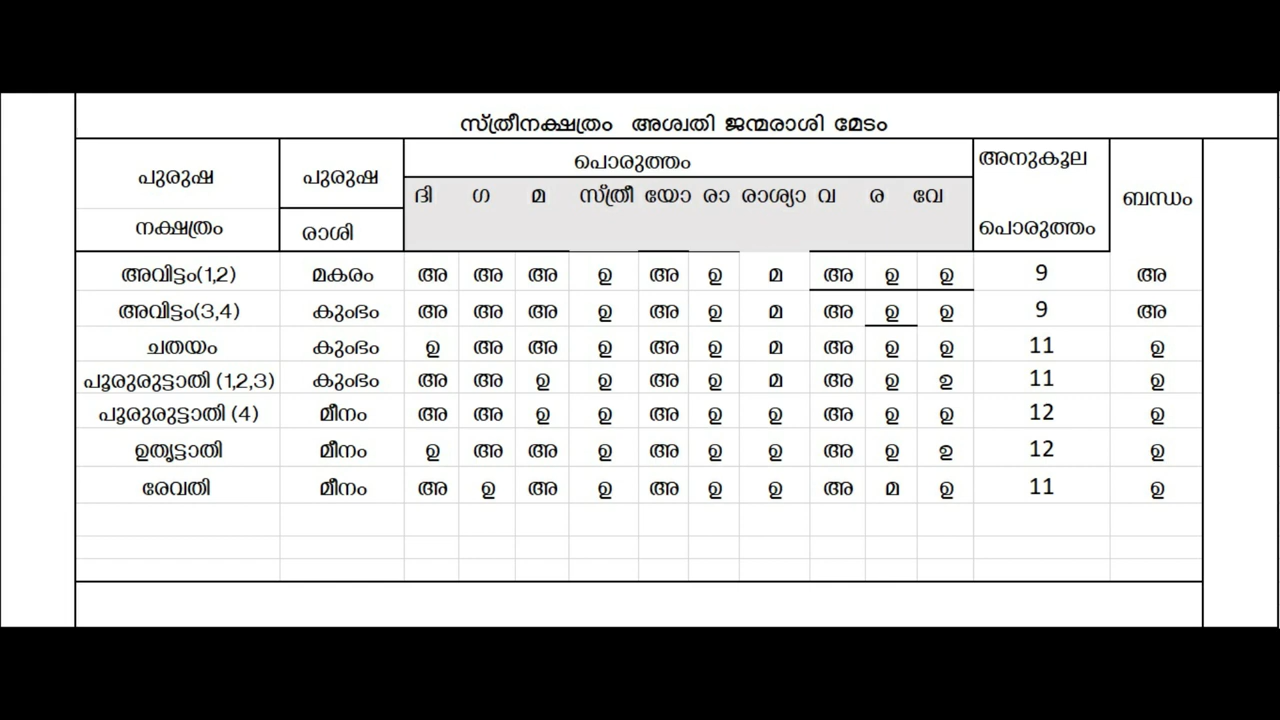 സ്ത്രീനക്ഷത്രം അശ്വതി ജന്മരാശി മേടം
പുരുഷ നക്ഷത്രം പുരുഷ രാശി പൊരുത്തം അനുകൂല പൊരുത്തം ബന്ധം
ദി ഗ മ സ്ത്രീ യോ രാ രാശ്യാ വ ര വേ
അവിട്ടം(1,2) മകരം അ അ അ ഉ അ ഉ മ അ ഉ ഉ 9 അ
അവിട്ടം(3,4) കുംഭം അ അ അ ഉ അ ഉ മ അ ഉ ഉ 9 അ
ചതയം കുംഭം ഉ അ അ ഉ അ ഉ മ അ ഉ ഉ 11 ഉ
പൂരുരുട്ടാതി (1,2,3) കുംഭം അ അ ഉ ഉ അ ഉ മ അ ഉ ഉ 11 ഉ
പൂരുരുട്ടാതി (4) മീനം അ അ ഉ ഉ അ ഉ ഉ അ ഉ ഉ 12 ഉ
ഉതൃട്ടാതി മീനം ഉ അ അ ഉ അ ഉ ഉ അ ഉ ഉ 12 ഉ
രേവതി മീനം അ ഉ അ ഉ അ ഉ ഉ അ മ ഉ 11 ഉ